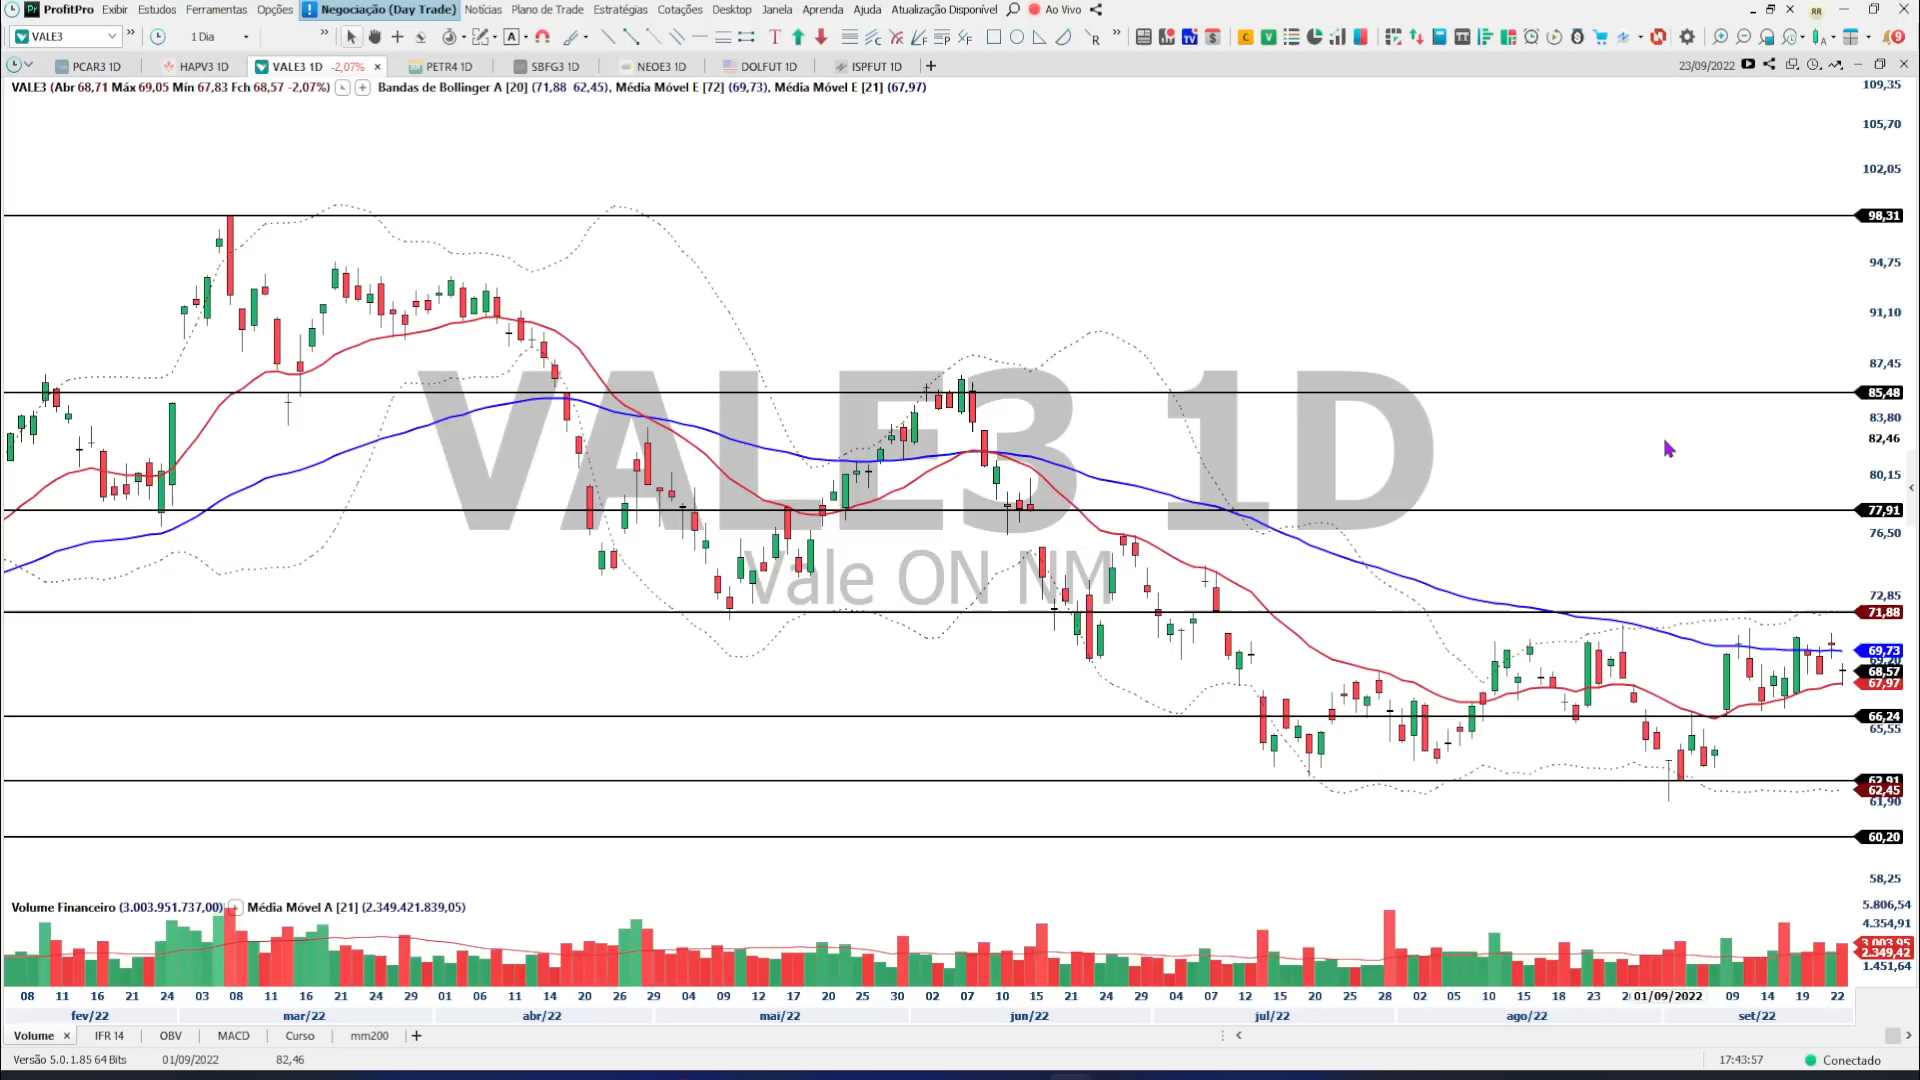 ProfitPro Exibir Estudos Ferramentas Opções Negociação (Day Trade) Notícias Plano de Trade Estratégias Cotações Desktop Janela Aprenda Ajuda Atualização Disponível Ao Vivo RR
VALE3 1 Dia
PCAR3 1D HAPV3 1D VALE3 1D -2,07% PETR4 1D SBFG3 1D NEOE3 1D DOLFUT 1D ISPFUT 1D 23/09/2022
VALE3 (Abr 68,71 Máx 69,05 Mín 67,83 Fch 68,57 -2,07%) Bandas de Bollinger A [20] (71,88 62,45), Média Móvel E [72] (69,73), Média Móvel E [21] (67,97)
109,35
105,70
102,05
98,31
94,75
91,10
87,45
85,48
83,80
82,46
80,15
77,91
76,50
72,85
71,88
69,73
69,20
68,57
67,97
66,24
65,55
62,91
62,45
61,90
60,20
58,25
VALE3 1D
Vale ON NM
Volume Financeiro (3.003.951.737,00) Média Móvel A [21] (2.349.421.839,05)
5.806,54
4.354,91
3.003,95
2.349,42
1.451,64
08 11 16 21 24 03 08 11 16 21 24 29 01 06 11 14 20 26 29 04 09 12 17 20 25 30 02 07 10 15 21 24 29 04 07 12 15 20 25 28 02 05 10 15 18 23 01/09/2022 09 14 19 22
fev/22 mar/22 abr/22 mai/22 jun/22 jul/22 ago/22 set/22
Volume IFR 14 OBV MACD Curso mm200
Versão 5.0.1.85 64 Bits 01/09/2022 82,46 17:43:57 Conectado